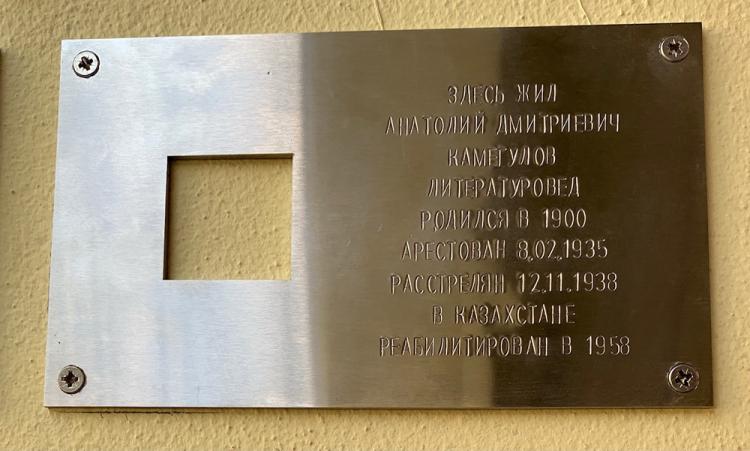 ЗДЕСЬ ЖИЛ
АНАТОЛИЙ ДМИТРИЕВИЧ
КАМЕГУЛОВ
ЛИТЕРАТУРОВЕД
РОДИЛСЯ В 1900
АРЕСТОВАН 8.02.1935
РАССТРЕЛЯН 12.11.1938
В КАЗАХСТАНЕ
РЕАБИЛИТИРОВАН В 1958